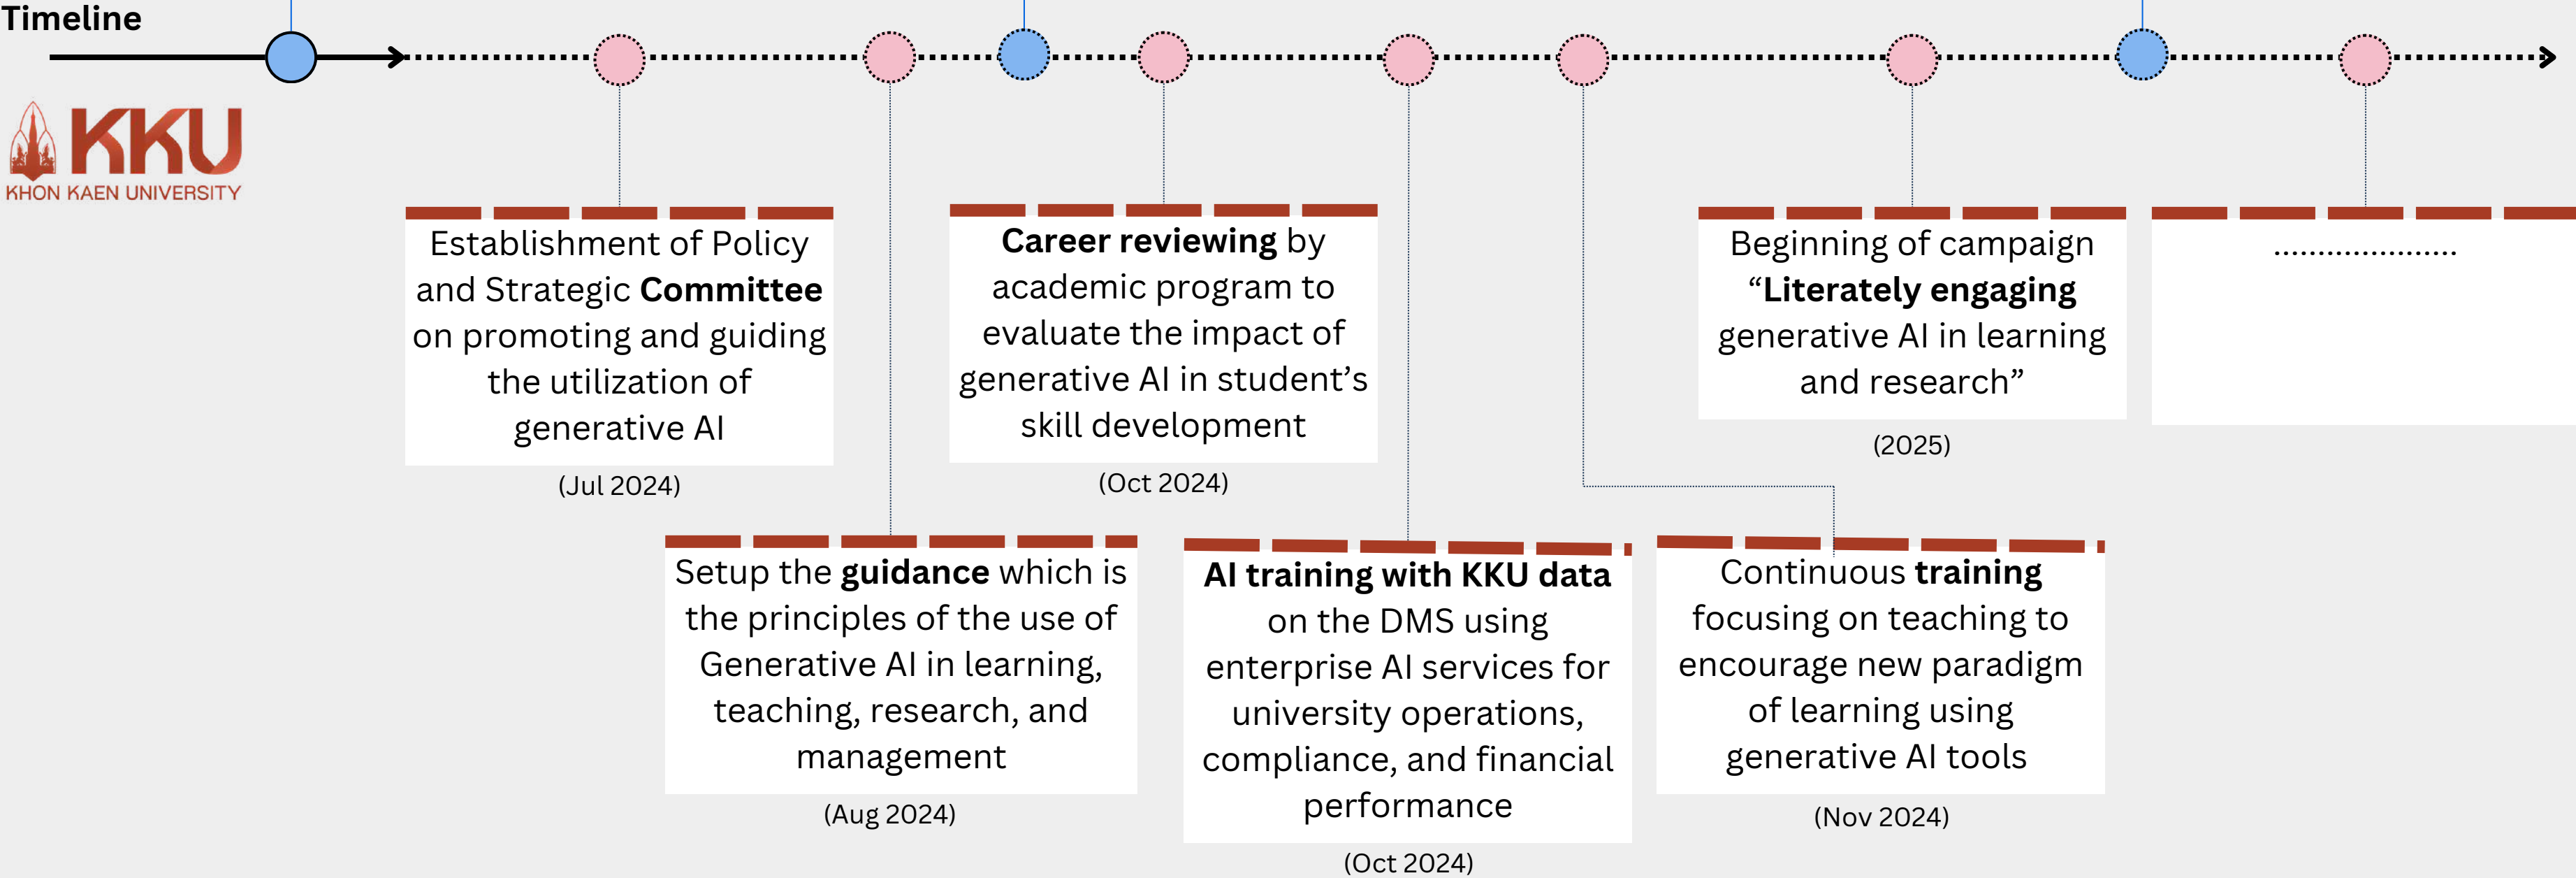 Timeline
KKU
KHON KAEN UNIVERSITY
Establishment of Policy
and Strategic Committee
on promoting and guiding
the utilization of
generative AI
(Jul 2024)
Setup the guidance which is
the principles of the use of
Generative AI in learning,
teaching, research, and
management
(Aug 2024)
Career reviewing by
academic program to
evaluate the impact of
generative AI in student’s
skill development
(Oct 2024)
AI training with KKU data
on the DMS using
enterprise AI services for
university operations,
compliance, and financial
performance
(Oct 2024)
Continuous training
focusing on teaching to
encourage new paradigm
of learning using
generative AI tools
(Nov 2024)
Beginning of campaign
“Literately engaging
generative AI in learning
and research”
(2025)
.....................